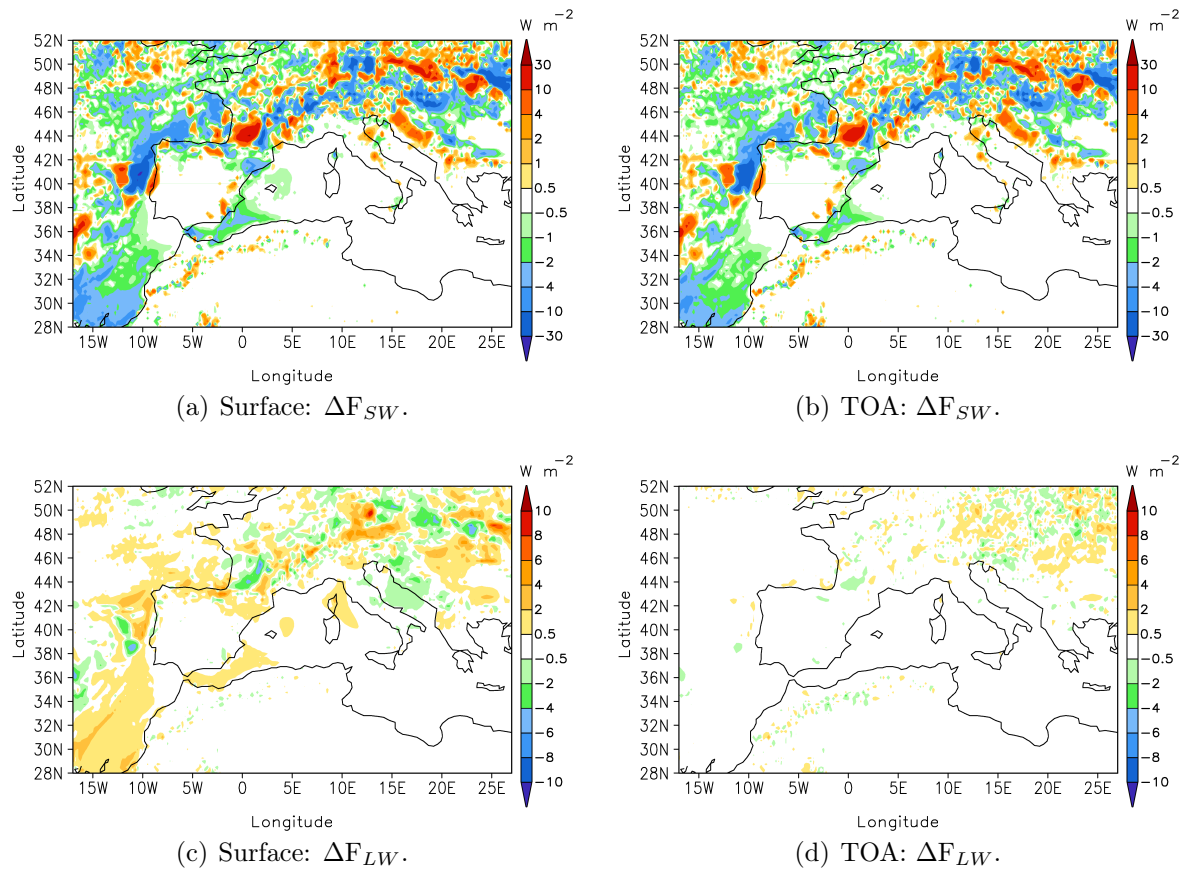 W m−2
52N
50N
48N
46N
44N
42N
40N
38N
36N
34N
32N
30N
28N
Latitude
15W 10W 5W 0 5E 10E 15E 20E 25E
Longitude
30
10
4
2
1
0.5
−0.5
−1
−2
−4
−10
−30
(a) Surface: ΔF_SW.
W m−2
52N
50N
48N
46N
44N
42N
40N
38N
36N
34N
32N
30N
28N
Latitude
15W 10W 5W 0 5E 10E 15E 20E 25E
Longitude
30
10
4
2
1
0.5
−0.5
−1
−2
−4
−10
−30
(b) TOA: ΔF_SW.
W m−2
52N
50N
48N
46N
44N
42N
40N
38N
36N
34N
32N
30N
28N
Latitude
15W 10W 5W 0 5E 10E 15E 20E 25E
Longitude
10
8
6
4
2
0.5
−0.5
−2
−4
−6
−8
−10
(c) Surface: ΔF_LW.
W m−2
52N
50N
48N
46N
44N
42N
40N
38N
36N
34N
32N
30N
28N
Latitude
15W 10W 5W 0 5E 10E 15E 20E 25E
Longitude
10
8
6
4
2
0.5
−0.5
−2
−4
−6
−8
−10
(d) TOA: ΔF_LW.